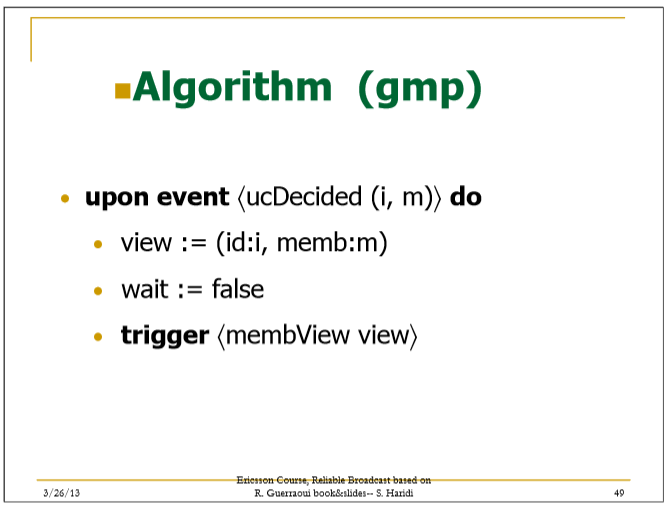 Algorithm (gmp)
upon event ⟨ucDecided (i, m)⟩ do
view := (id:i, memb:m)
wait := false
trigger ⟨membView view⟩
Ericsson Course, Reliable Broadcast based on
3/26/13 R. Guerraoui book&slides-- S. Haridi 49